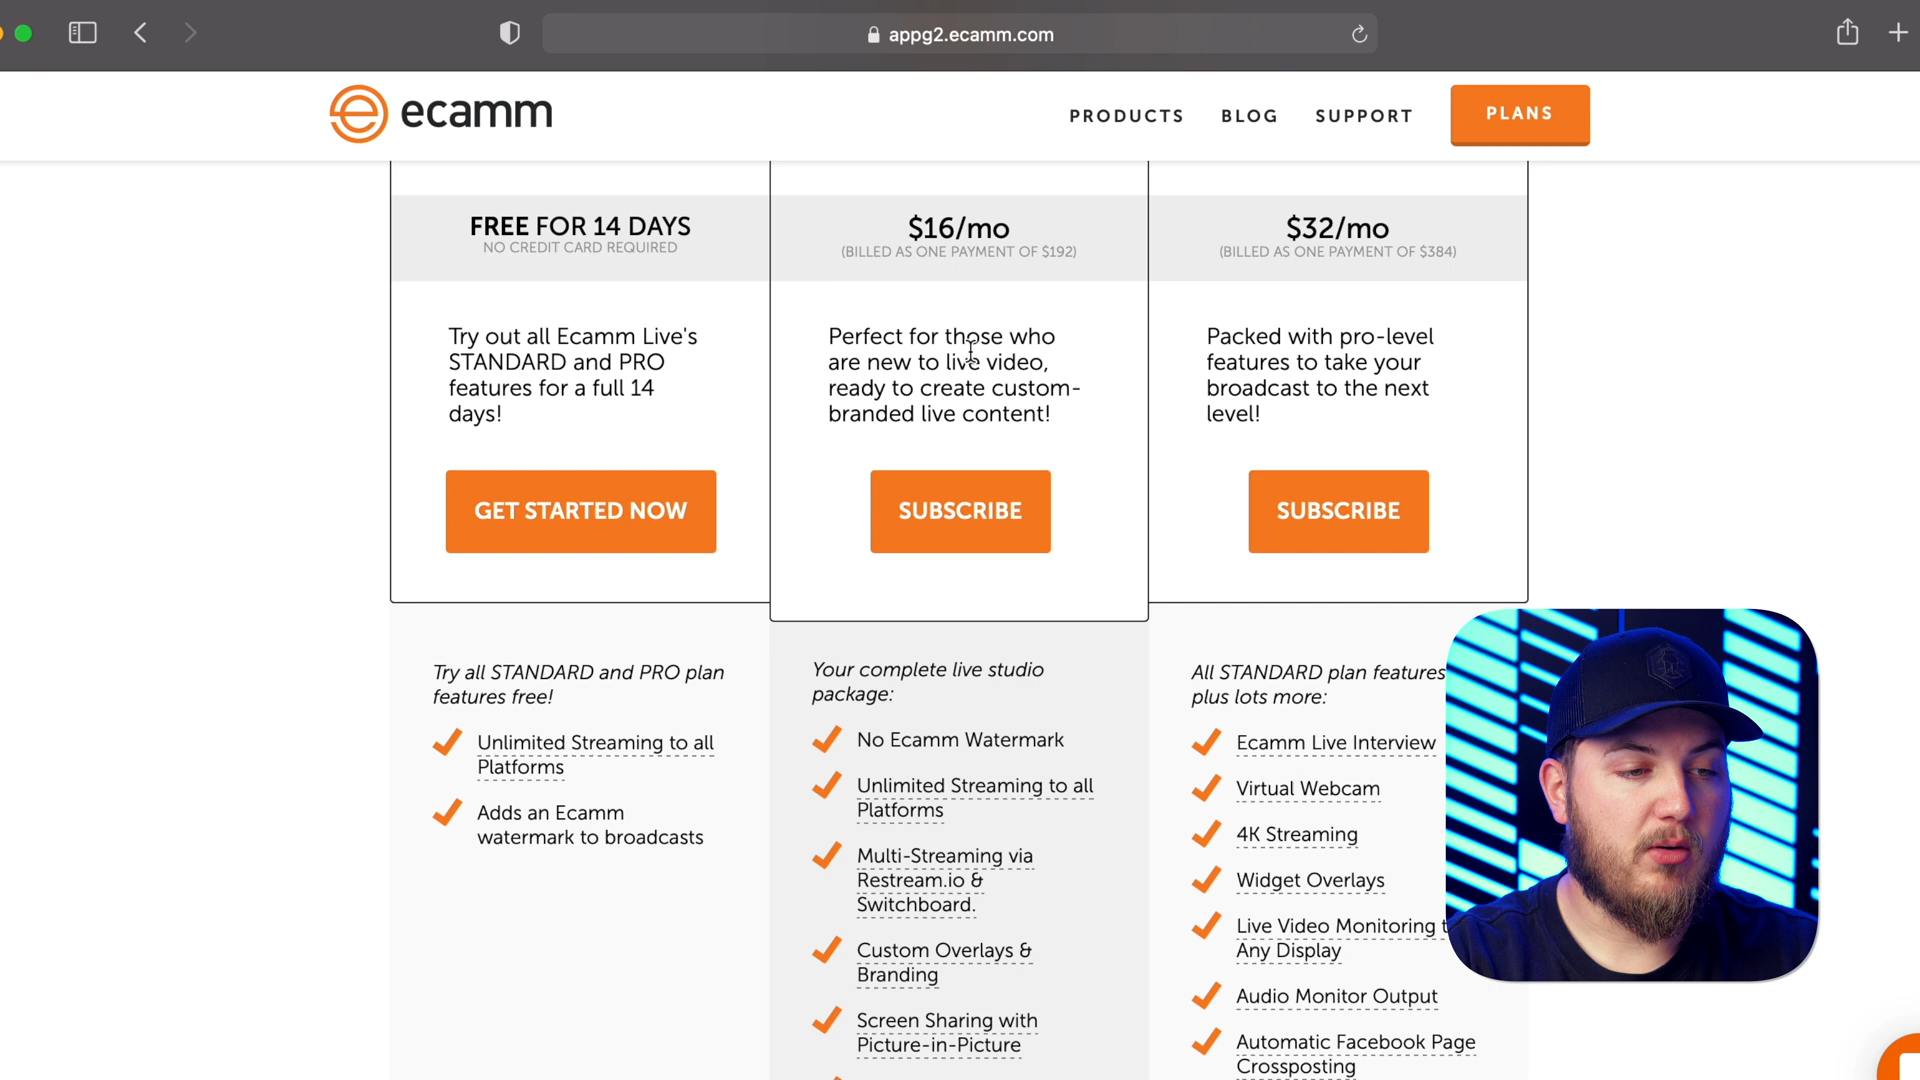 appg2.ecamm.com
ecamm
PRODUCTS BLOG SUPPORT PLANS
FREE FOR 14 DAYS
NO CREDIT CARD REQUIRED
Try out all Ecamm Live's
STANDARD and PRO
features for a full 14
days!
GET STARTED NOW
Try all STANDARD and PRO plan
features free!
Unlimited Streaming to all
Platforms
Adds an Ecamm
watermark to broadcasts
$16/mo
(BILLED AS ONE PAYMENT OF $192)
Perfect for those who
are new to live video,
ready to create custom-
branded live content!
SUBSCRIBE
Your complete live studio
package:
No Ecamm Watermark
Unlimited Streaming to all
Platforms
Multi-Streaming via
Restream.io &
Switchboard.
Custom Overlays &
Branding
Screen Sharing with
Picture-in-Picture
$32/mo
(BILLED AS ONE PAYMENT OF $384)
Packed with pro-level
features to take your
broadcast to the next
level!
SUBSCRIBE
All STANDARD plan features
plus lots more:
Ecamm Live Interview
Virtual Webcam
4K Streaming
Widget Overlays
Live Video Monitoring
Any Display
Audio Monitor Output
Automatic Facebook Page
Crossposting